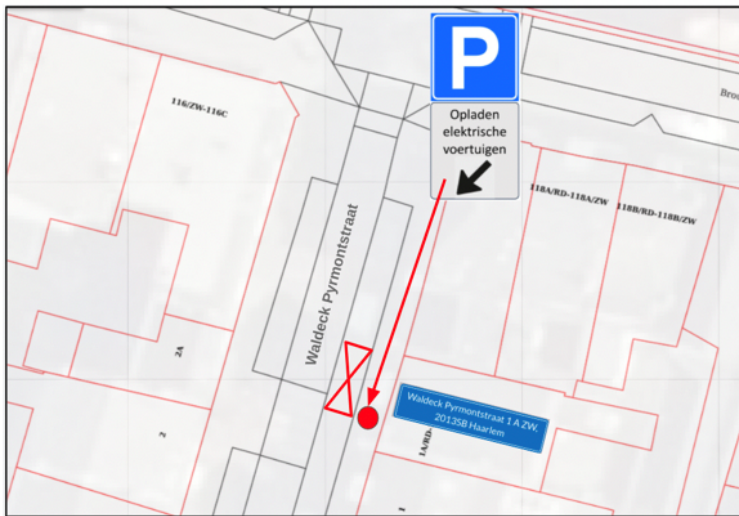 P
Opladen
elektrische
voertuigen
Brou
116/ZW-116C
118A/RD-118A/ZW
118B/RD-118B/ZW
Waldeck Pyrmontstraat
2A
Waldeck Pyrmontstraat 1 A ZW,
2013SB Haarlem
1A/RD-
2
1